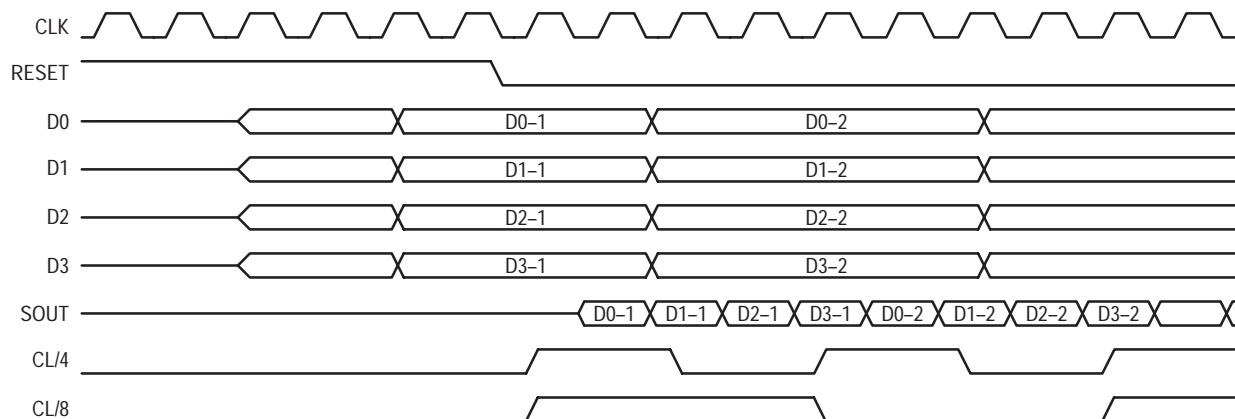 CLK
RESET
D0
D0–1
D0–2
D1
D1–1
D1–2
D2
D2–1
D2–2
D3
D3–1
D3–2
SOUT
D0–1
D1–1
D2–1
D3–1
D0–2
D1–2
D2–2
D3–2
CL/4
CL/8